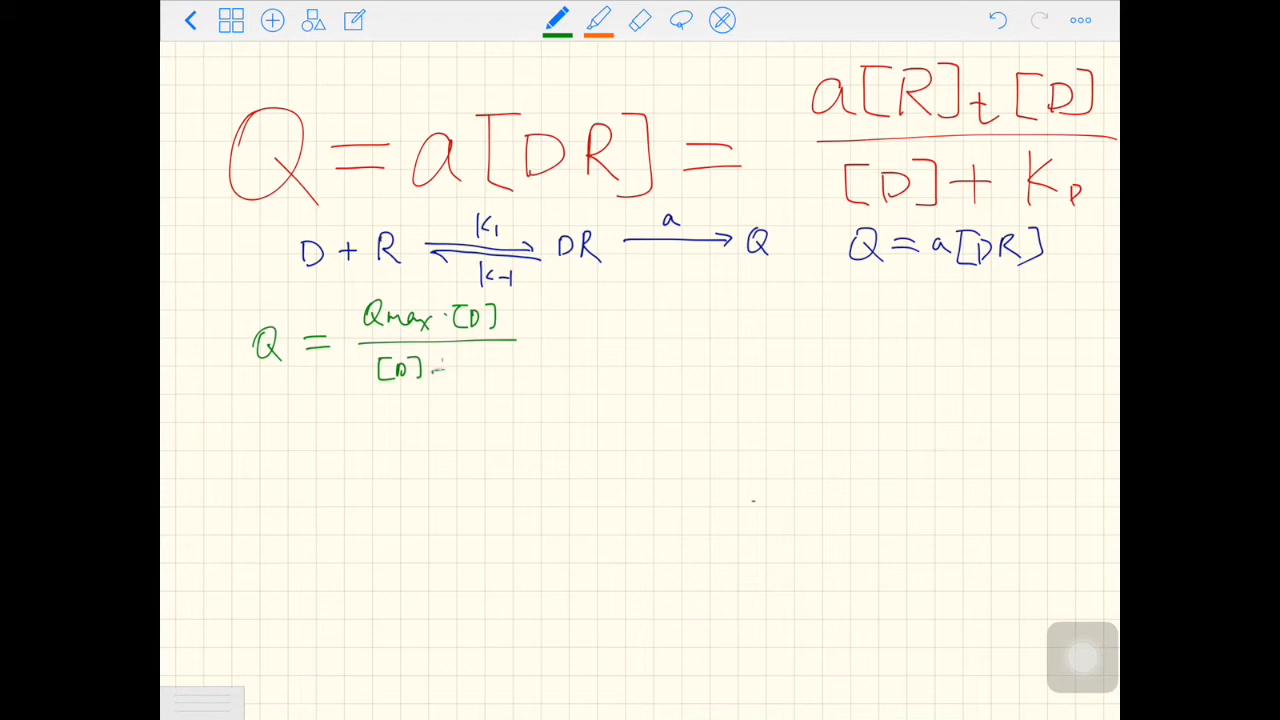 Q = a[DR] = a[R]t[D] / [D] + KD
D + R ⇌ DR → Q Q = a[DR]
K1 K-1 a
Q = Qmax · [D] / [D] -